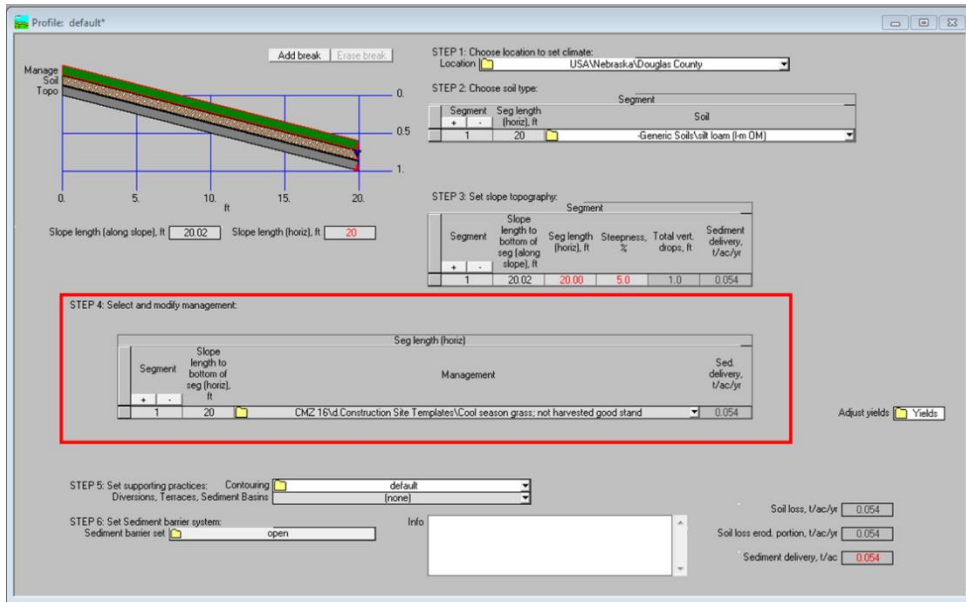 Profile: default*
Add break Erase break
Manage
Soil
Topo
0.
0.5
1.
0. 5. 10. 15. 20.
ft
Slope length (along slope), ft 20.02 Slope length (horiz), ft 20
STEP 1: Choose location to set climate:
Location USA\Nebraska\Douglas County
STEP 2: Choose soil type:
Segment
Segment Seg length (horiz), ft Soil
+ -
1 20 -Generic Soils\silt loam (l-m OM)
STEP 3: Set slope topography:
Segment
Segment Slope length to bottom of seg (along slope), ft Seg length (horiz), ft Steepness, % Total vert. drops, ft Sediment delivery, t/ac/yr
+ -
1 20.02 20.00 5.0 1.0 0.054
STEP 4: Select and modify management:
Seg length (horiz)
Segment Slope length to bottom of seg (horiz), ft Management Sed. delivery, t/ac/yr
+ -
1 20 CMZ 16\d.Construction Site Templates\Cool season grass; not harvested good stand 0.054
Adjust yields Yields
STEP 5: Set supporting practices: Contouring default
Diversions, Terraces, Sediment Basins (none)
STEP 6: Set Sediment barrier system:
Sediment barrier set open
Info
Soil loss, t/ac/yr 0.054
Soil loss erod. portion, t/ac/yr 0.054
Sediment delivery, t/ac 0.054